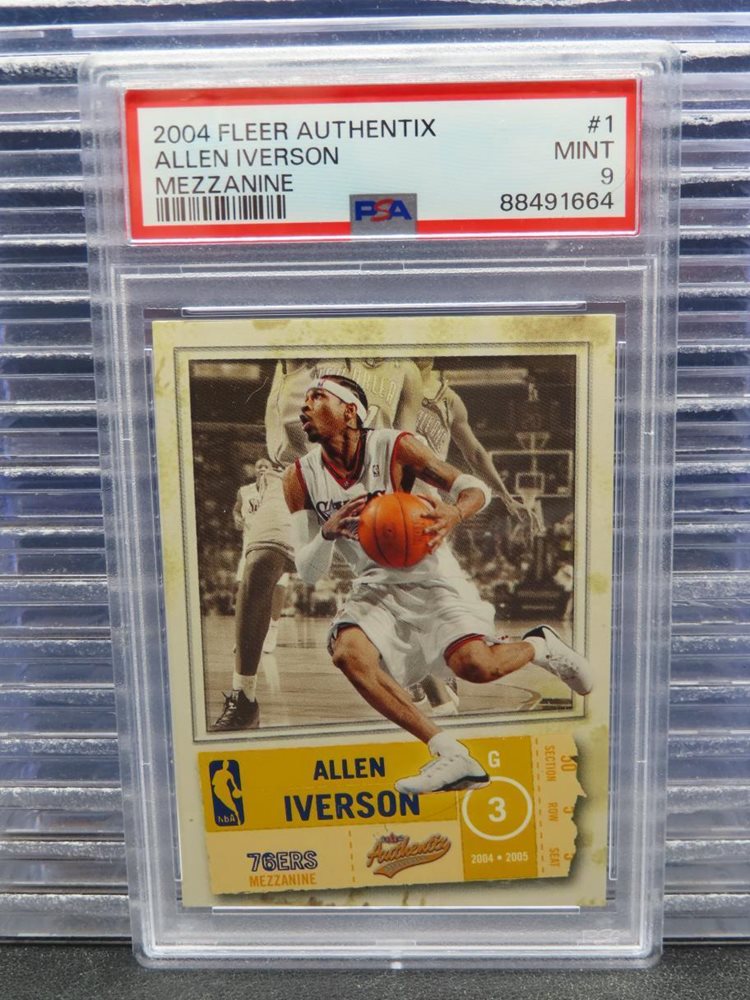 2004 FLEER AUTHENTIX #1
ALLEN IVERSON MINT
MEZZANINE 9
PSA 88491664
ALLEN
IVERSON
NBA
G
3
2004 • 2005
SECTION ROW SEAT
76ERS
MEZZANINE
Authentix